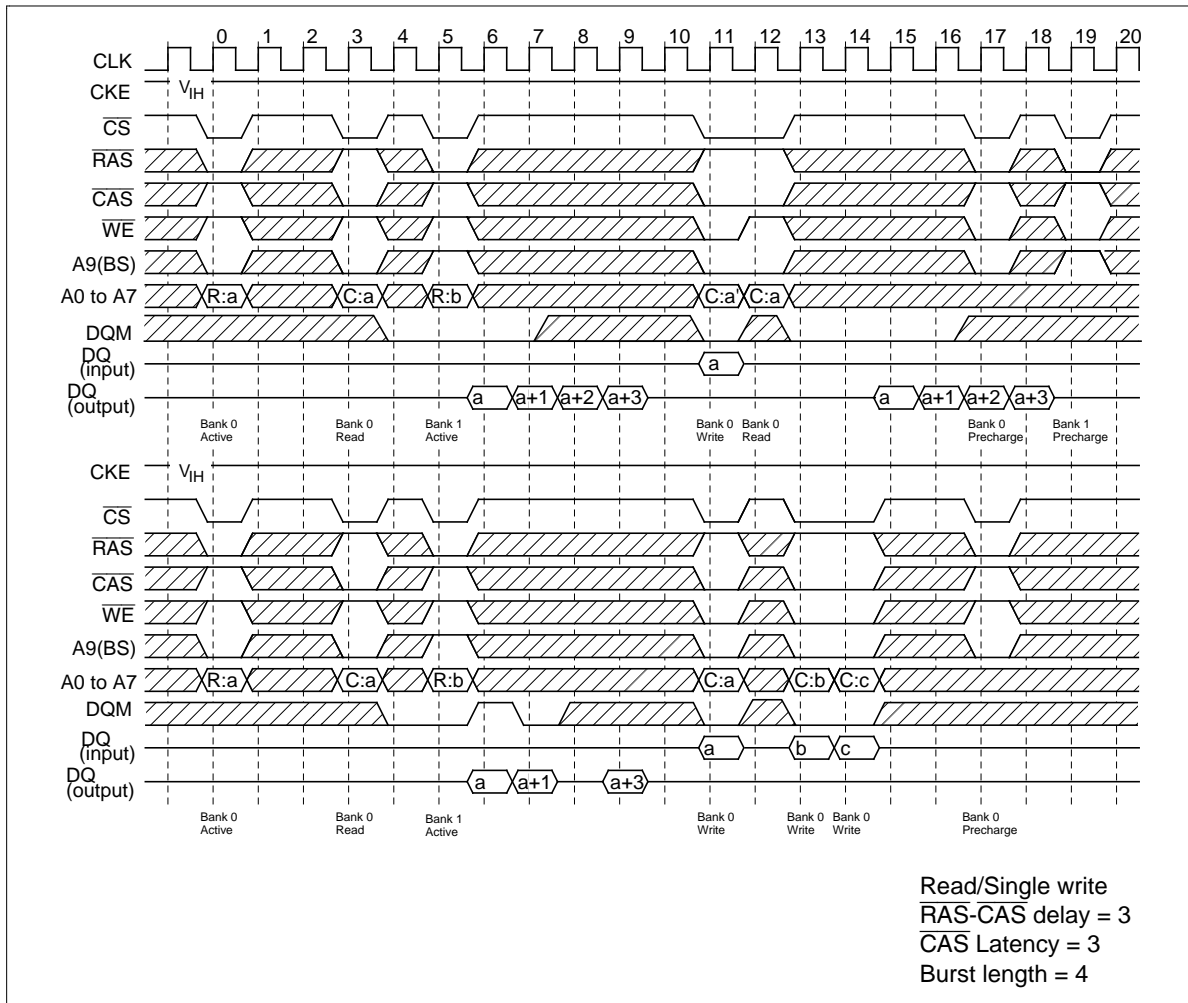 0 1 2 3 4 5 6 7 8 9 10 11 12 13 14 15 16 17 18 19 20
CLK
CKE VIH
CS
RAS
CAS
WE
A9(BS)
A0 to A7 R:a C:a R:b C:a' C:a
DQM
DQ (input) a
DQ (output) a a+1 a+2 a+3 a a+1 a+2 a+3
Bank 0 Active Bank 0 Read Bank 1 Active Bank 0 Write Bank 0 Read Bank 0 Precharge Bank 1 Precharge
CKE VIH
CS
RAS
CAS
WE
A9(BS)
A0 to A7 R:a C:a R:b C:a C:b C:c
DQM
DQ (input) a b c
DQ (output) a a+1 a+3
Bank 0 Active Bank 0 Read Bank 1 Active Bank 0 Write Bank 0 Write Bank 0 Write Bank 0 Precharge
Read/Single write
RAS-CAS delay = 3
CAS Latency = 3
Burst length = 4